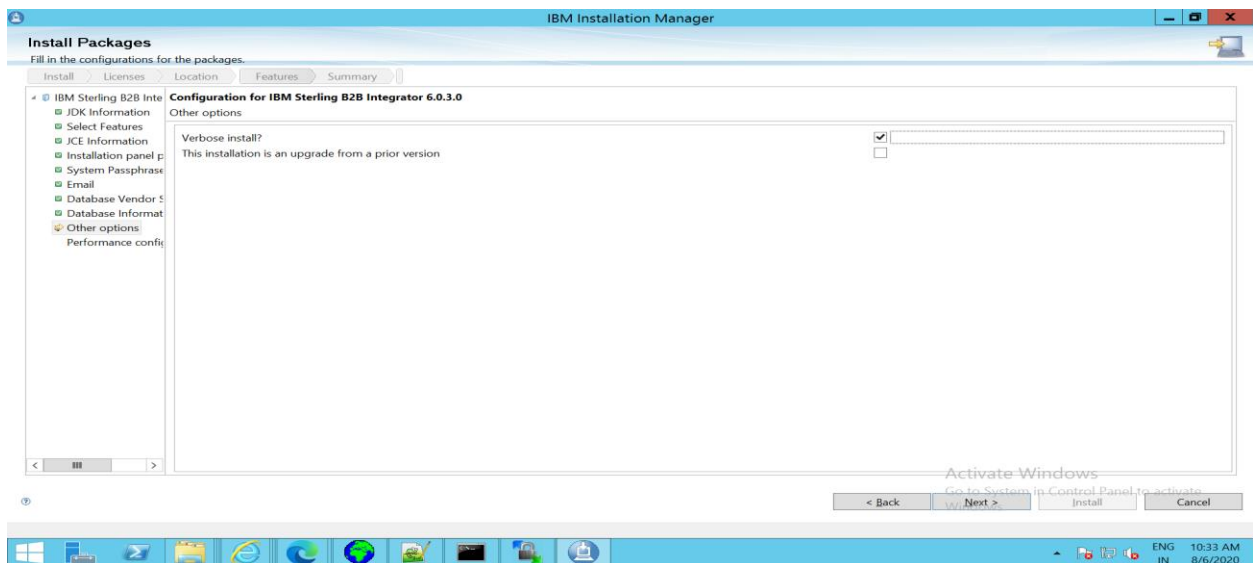 IBM Installation Manager
Install Packages
Fill in the configurations for the packages.
Install Licenses Location Features Summary
IBM Sterling B2B Inte
JDK Information
Select Features
JCE Information
Installation panel p
System Passphrase
Email
Database Vendor S
Database Informat
Other options
Performance config
Configuration for IBM Sterling B2B Integrator 6.0.3.0
Other options
Verbose install?
This installation is an upgrade from a prior version
Activate Windows
Go to System in Control Panel to activate
Windows.
< Back Next > Install Cancel
ENG 10:33 AM
IN 8/6/2020